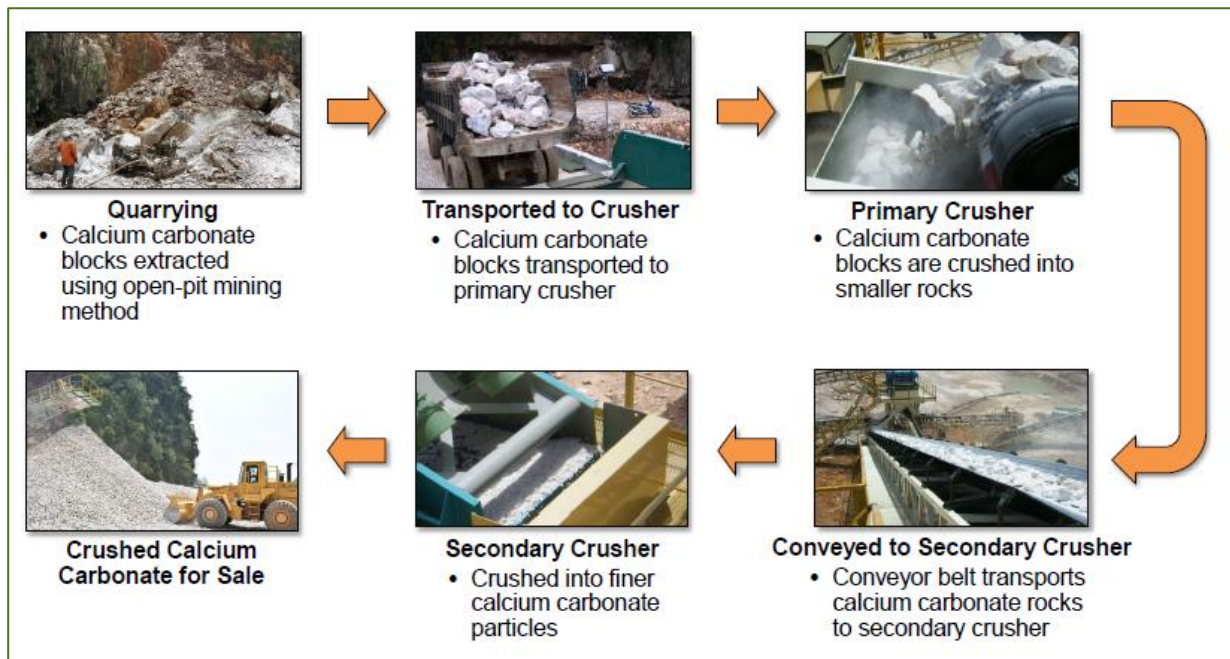 Quarrying
• Calcium carbonate
blocks extracted
using open-pit mining
method
Transported to Crusher
• Calcium carbonate
blocks transported to
primary crusher
Primary Crusher
• Calcium carbonate
blocks are crushed into
smaller rocks
Conveyed to Secondary Crusher
• Conveyor belt transports
calcium carbonate rocks
to secondary crusher
Secondary Crusher
• Crushed into finer
calcium carbonate
particles
Crushed Calcium
Carbonate for Sale